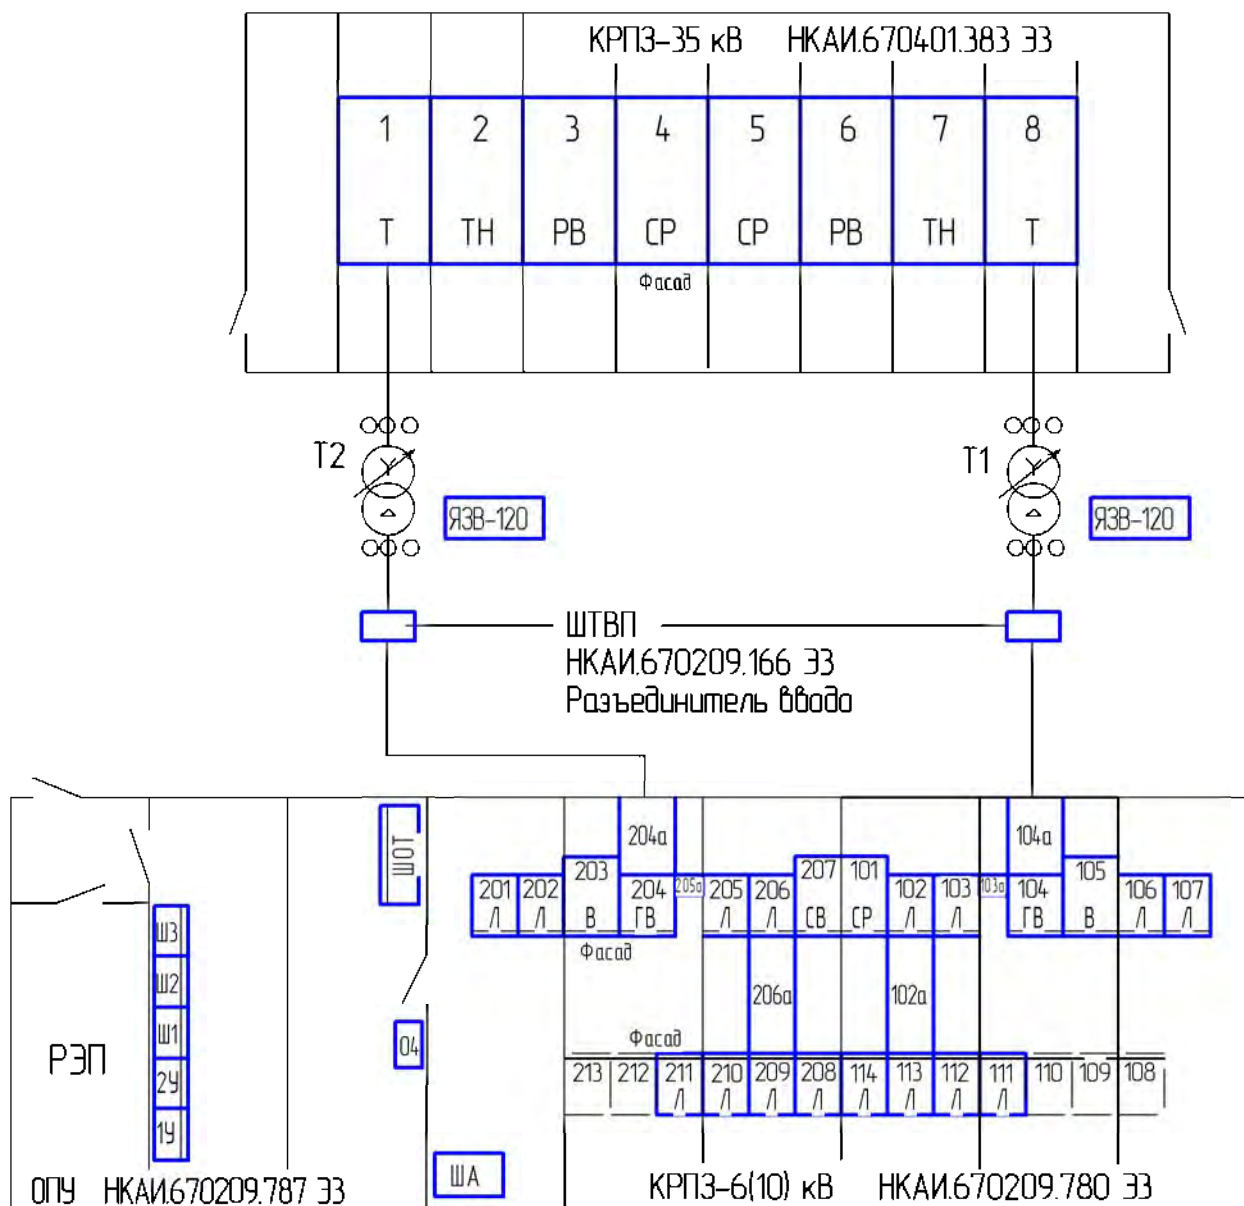 КРПЗ-35 кВ НКАИ.670401.383 ЭЗ
1 2 3 4 5 6 7 8
Т ТН РВ СР СР РВ ТН Т
Фасад
Т2 Т1
ЯЗВ-120 ЯЗВ-120
ШТВП
НКАИ.670209.166 ЭЗ
Разъединитель ввода
ШОТ
204а 104а
203 207 101 105
201 202 204 205а 205 206 102 103 103а 104 106 107
Л Л В ГВ Л Л СВ СР Л Л ГВ В Л Л
Фасад
Ш3
Ш2
Ш1
2У
1У
206а 102а
РЭП
04
Фасад
213 212 211 210 209 208 114 113 112 111 110 109 108
Л Л Л Л Л Л Л Л
ША
ОПУ НКАИ.670209.787 ЭЗ
КРПЗ-6(10) кВ НКАИ.670209.780 ЭЗ